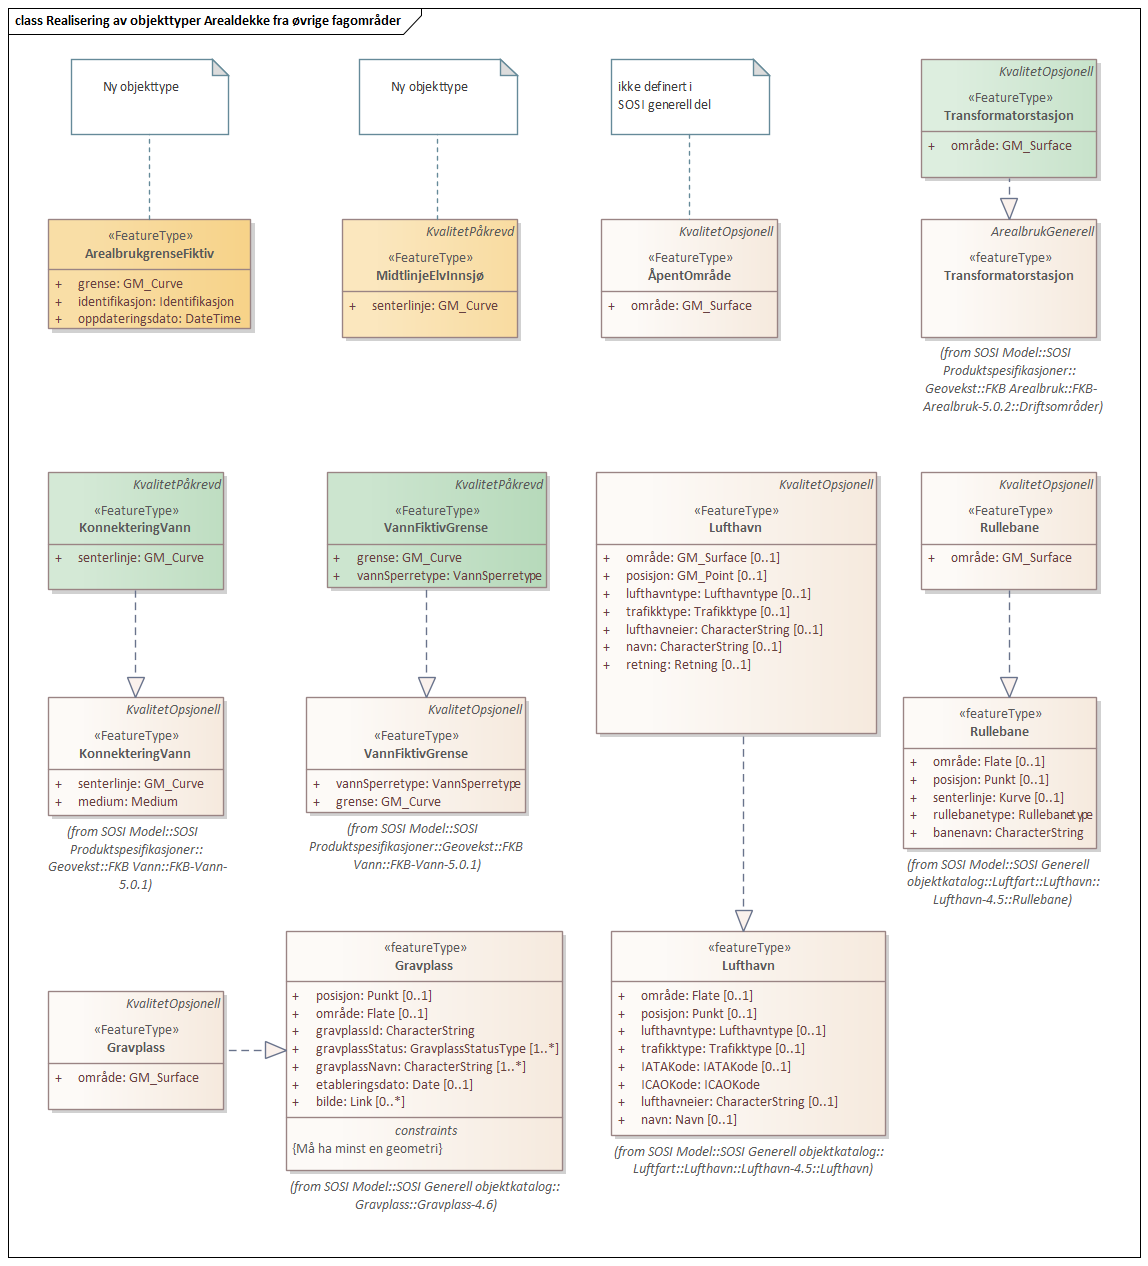 class Realisering av objekttyper Arealdekke fra øvrige fagområder
Ny objekttype
«FeatureType»
ArealbrukgrenseFiktiv
+ grense: GM_Curve
+ identifikasjon: Identifikasjon
+ oppdateringsdato: DateTime
Ny objekttype
KvalitetPåkrevd
«FeatureType»
MidtlinjeElvInnsjø
+ senterlinje: GM_Curve
ikke definert i
SOSI generell del
KvalitetOpsjonell
«FeatureType»
ÅpentOmråde
+ område: GM_Surface
KvalitetOpsjonell
«FeatureType»
Transformatorstasjon
+ område: GM_Surface
ArealbrukGenerell
«featureType»
Transformatorstasjon
(from SOSI Model::SOSI
Produktspesifikasjoner::
Geovekst::FKB Arealbruk::FKB-
Arealbruk-5.0.2::Driftsområder)
KvalitetPåkrevd
«FeatureType»
KonnekteringVann
+ senterlinje: GM_Curve
KvalitetOpsjonell
«FeatureType»
KonnekteringVann
+ senterlinje: GM_Curve
+ medium: Medium
(from SOSI Model::SOSI
Produktspesifikasjoner::
Geovekst::FKB Vann::FKB-Vann-
5.0.1)
KvalitetPåkrevd
«FeatureType»
VannFiktivGrense
+ grense: GM_Curve
+ vannSperretype: VannSperretype
KvalitetOpsjonell
«FeatureType»
VannFiktivGrense
+ vannSperretype: VannSperretype
+ grense: GM_Curve
(from SOSI Model::SOSI
Produktspesifikasjoner::Geovekst::FKB
Vann::FKB-Vann-5.0.1)
KvalitetOpsjonell
«FeatureType»
Lufthavn
+ område: GM_Surface [0..1]
+ posisjon: GM_Point [0..1]
+ lufthavntype: Lufthavntype [0..1]
+ trafikktype: Trafikktype [0..1]
+ lufthavneier: CharacterString [0..1]
+ navn: CharacterString [0..1]
+ retning: Retning [0..1]
KvalitetOpsjonell
«FeatureType»
Rullebane
+ område: GM_Surface
«featureType»
Rullebane
+ område: Flate [0..1]
+ posisjon: Punkt [0..1]
+ senterlinje: Kurve [0..1]
+ rullebanetype: Rullebanetype
+ banenavn: CharacterString
(from SOSI Model::SOSI Generell
objektkatalog::Luftfart::Lufthavn::
Lufthavn-4.5::Rullebane)
KvalitetOpsjonell
«FeatureType»
Gravplass
+ område: GM_Surface
«featureType»
Gravplass
+ posisjon: Punkt [0..1]
+ område: Flate [0..1]
+ gravplassId: CharacterString
+ gravplassStatus: GravplassStatusType [1..*]
+ gravplassNavn: CharacterString [1..*]
+ etableringsdato: Date [0..1]
+ bilde: Link [0..*]
constraints
{Må ha minst en geometri}
(from SOSI Model::SOSI Generell objektkatalog::
Gravplass::Gravplass-4.6)
«featureType»
Lufthavn
+ område: Flate [0..1]
+ posisjon: Punkt [0..1]
+ lufthavntype: Lufthavntype [0..1]
+ trafikktype: Trafikktype [0..1]
+ IATAKode: IATAKode [0..1]
+ ICAOKode: ICAOKode
+ lufthavneier: CharacterString [0..1]
+ navn: Navn [0..1]
(from SOSI Model::SOSI Generell objektkatalog::
Luftfart::Lufthavn::Lufthavn-4.5::Lufthavn)